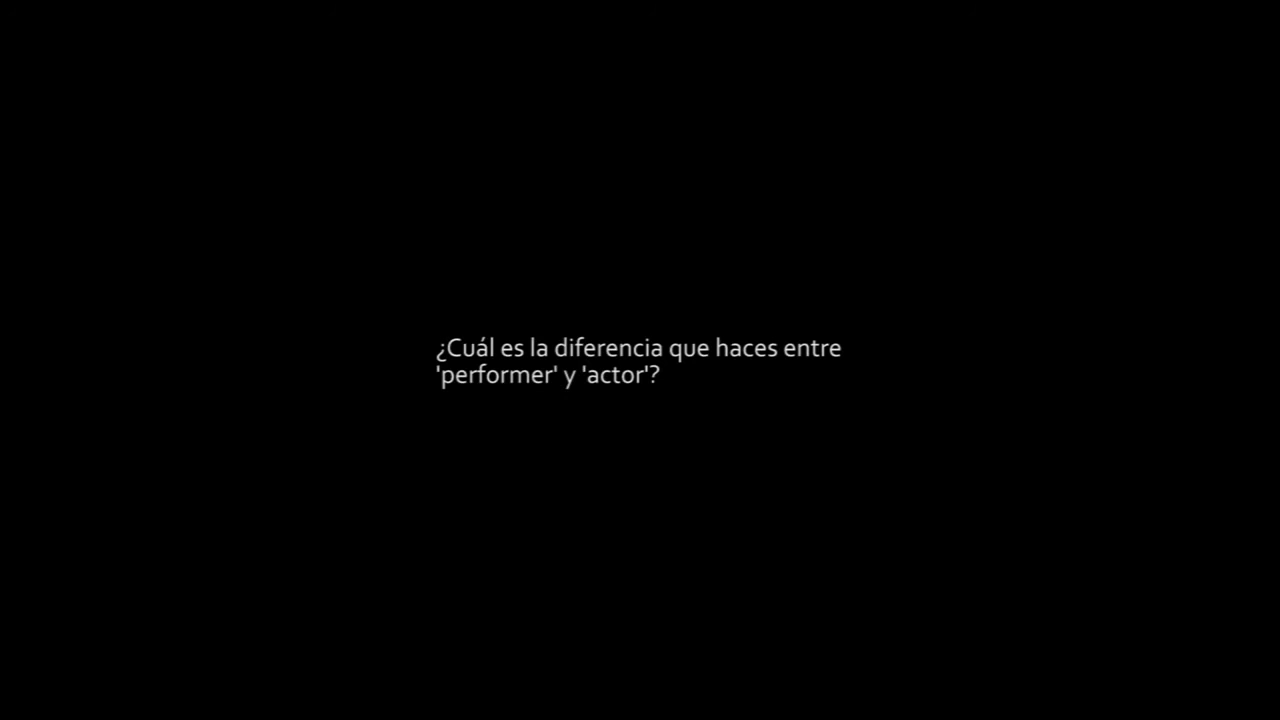 ¿Cuál es la diferencia que haces entre
'performer' y 'actor'?